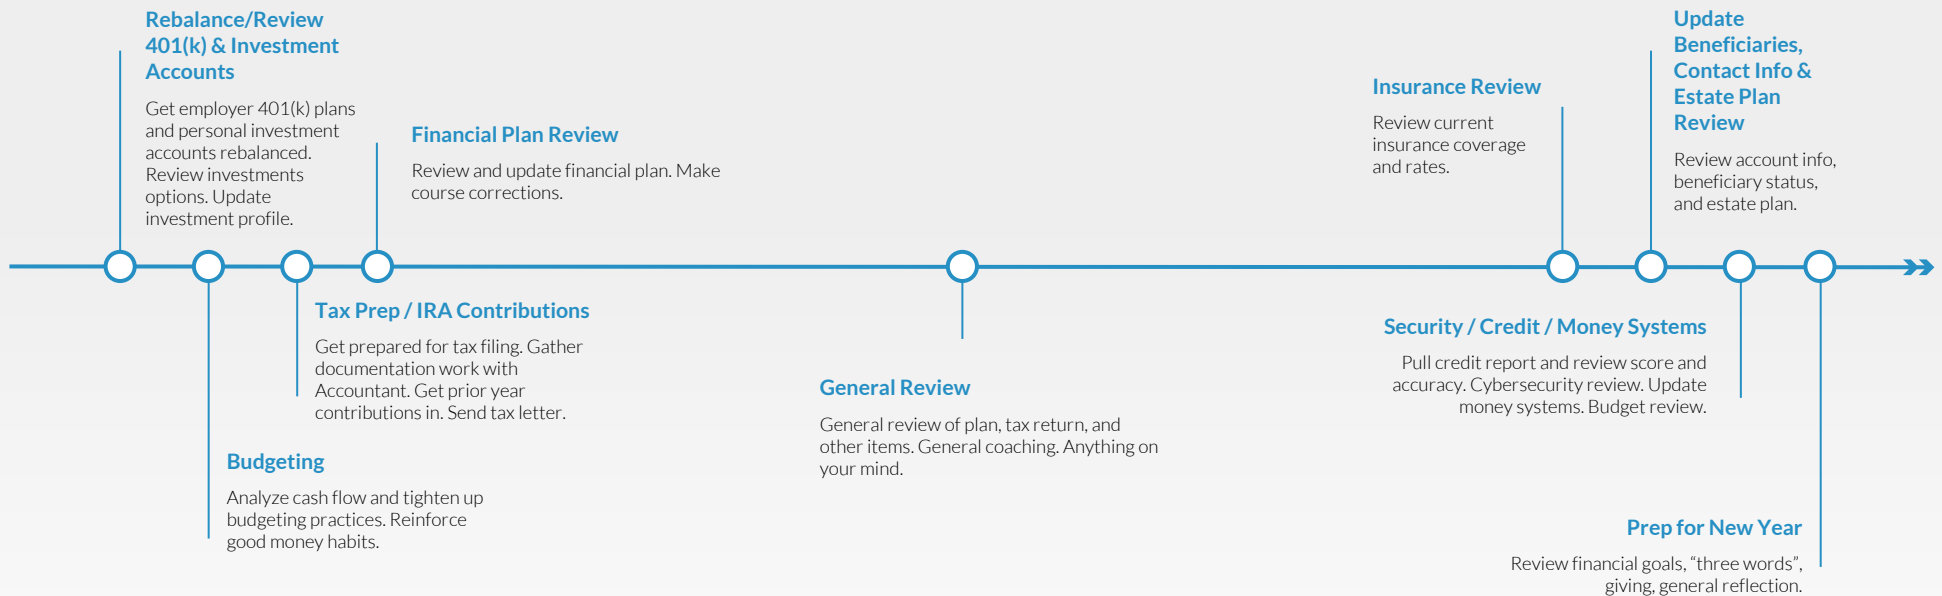 Rebalance/Review
401(k) & Investment
Accounts
Get employer 401(k) plans
and personal investment
accounts rebalanced.
Review investments
options. Update
investment profile.
Financial Plan Review
Review and update financial plan. Make
course corrections.
Insurance Review
Review current
insurance coverage
and rates.
Update
Beneficiaries,
Contact Info &
Estate Plan
Review
Review account info,
beneficiary status,
and estate plan.
Tax Prep / IRA Contributions
Get prepared for tax filing. Gather
documentation work with
Accountant. Get prior year
contributions in. Send tax letter.
Budgeting
Analyze cash flow and tighten up
budgeting practices. Reinforce
good money habits.
General Review
General review of plan, tax return, and
other items. General coaching. Anything on
your mind.
Security / Credit / Money Systems
Pull credit report and review score and
accuracy. Cybersecurity review. Update
money systems. Budget review.
Prep for New Year
Review financial goals, “three words”,
giving, general reflection.